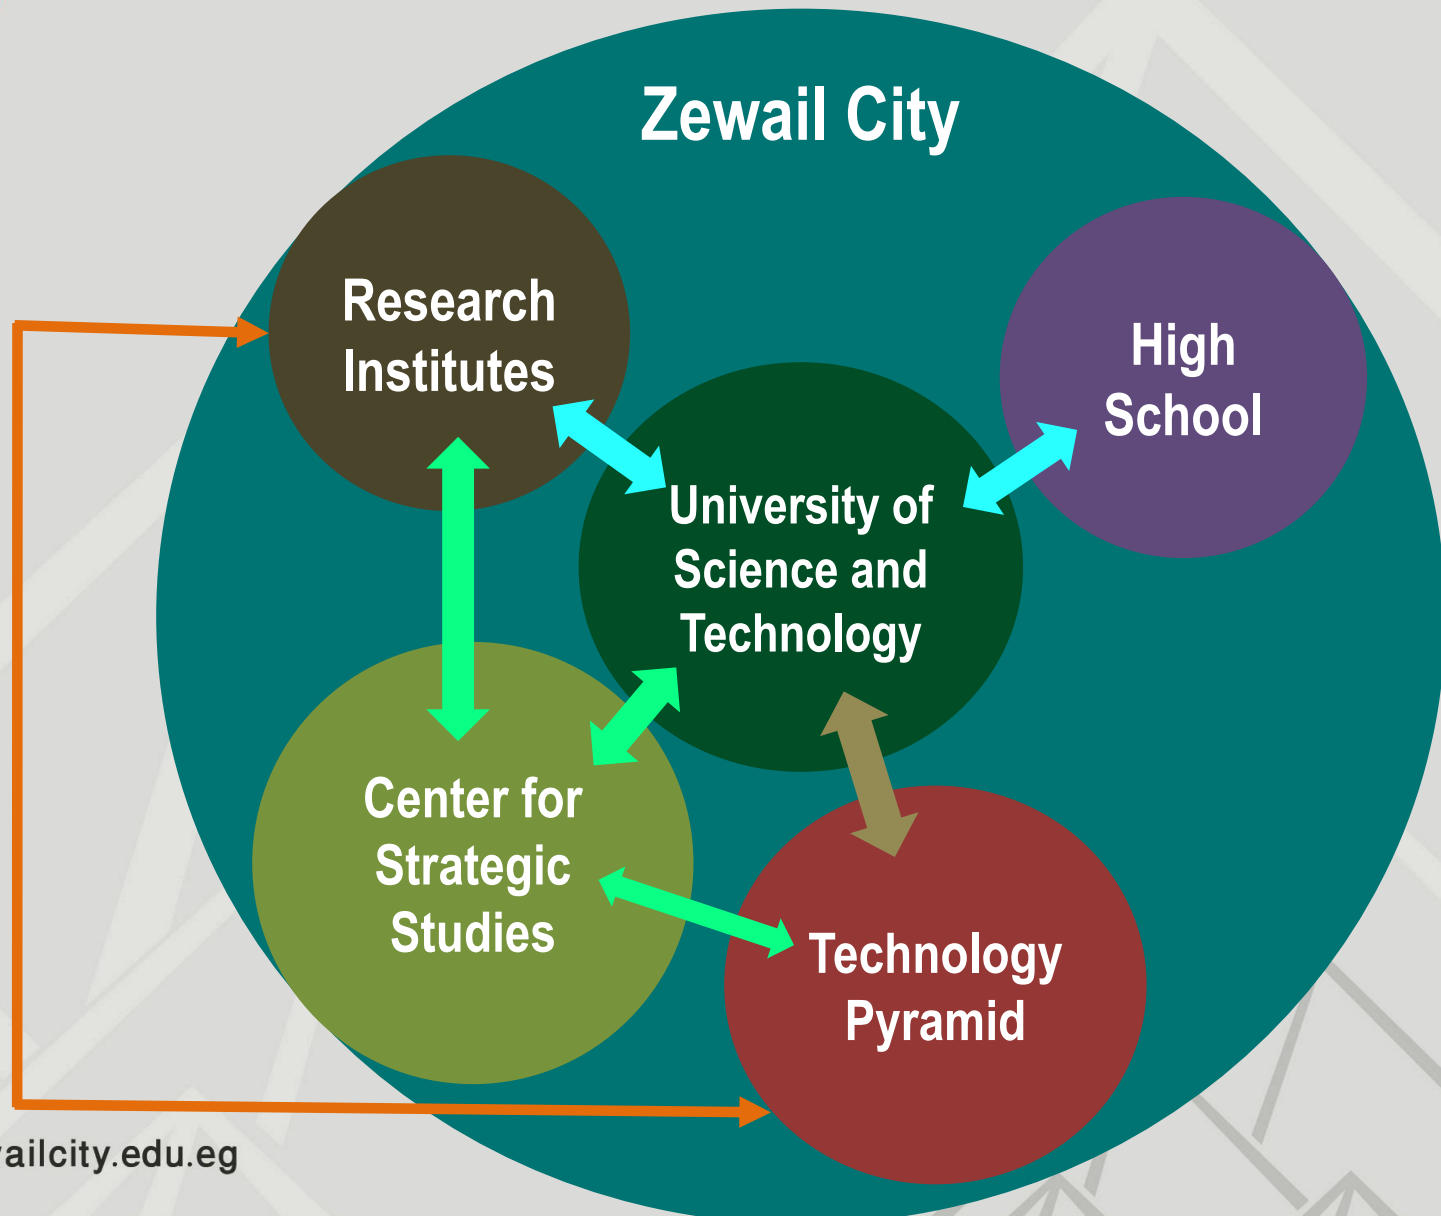 Zewail City
Research
Institutes
High
School
University of
Science and
Technology
Center for
Strategic
Studies
Technology
Pyramid
ailcity.edu.eg